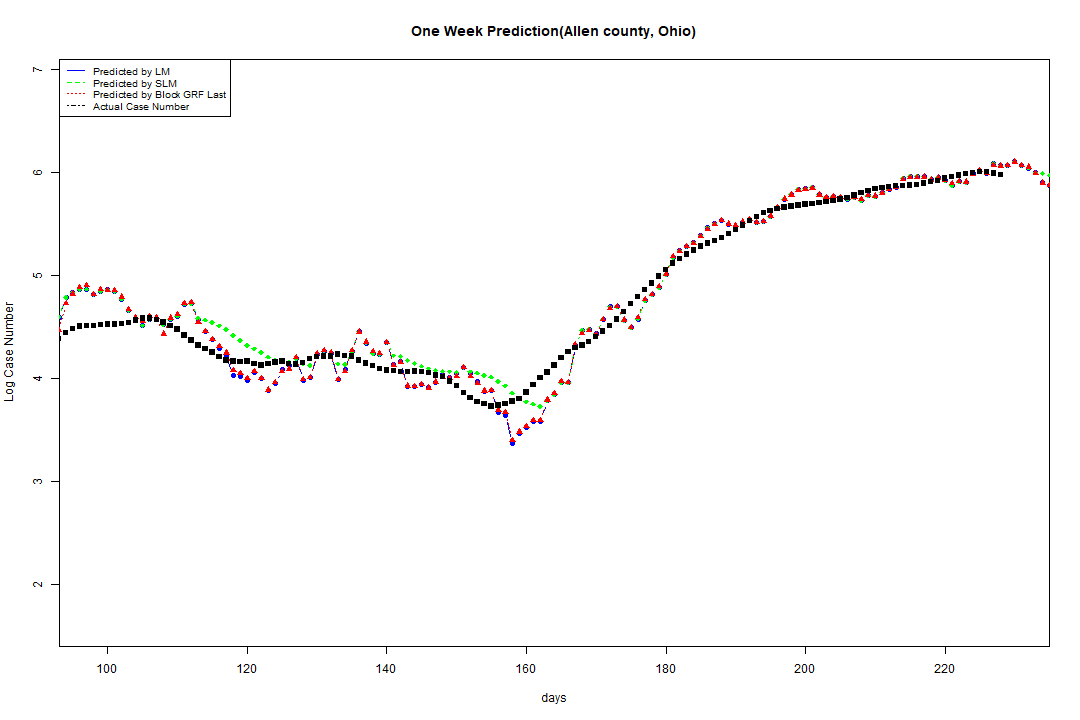 One Week Prediction(Allen county, Ohio)
Predicted by LM
Predicted by SLM
Predicted by Block GRF Last
Actual Case Number
7
6
5
4
3
2
Log Case Number
100 120 140 160 180 200 220
days